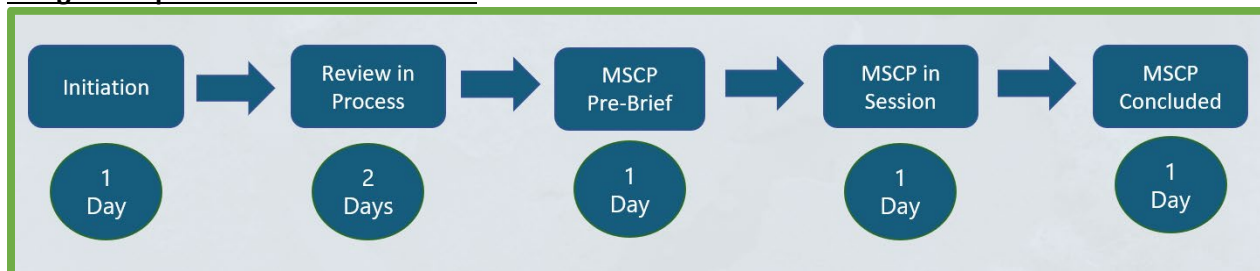 Initiation
Review in
Process
MSCP
Pre-Brief
MSCP in
Session
MSCP
Concluded
1
Day
2
Days
1
Day
1
Day
1
Day